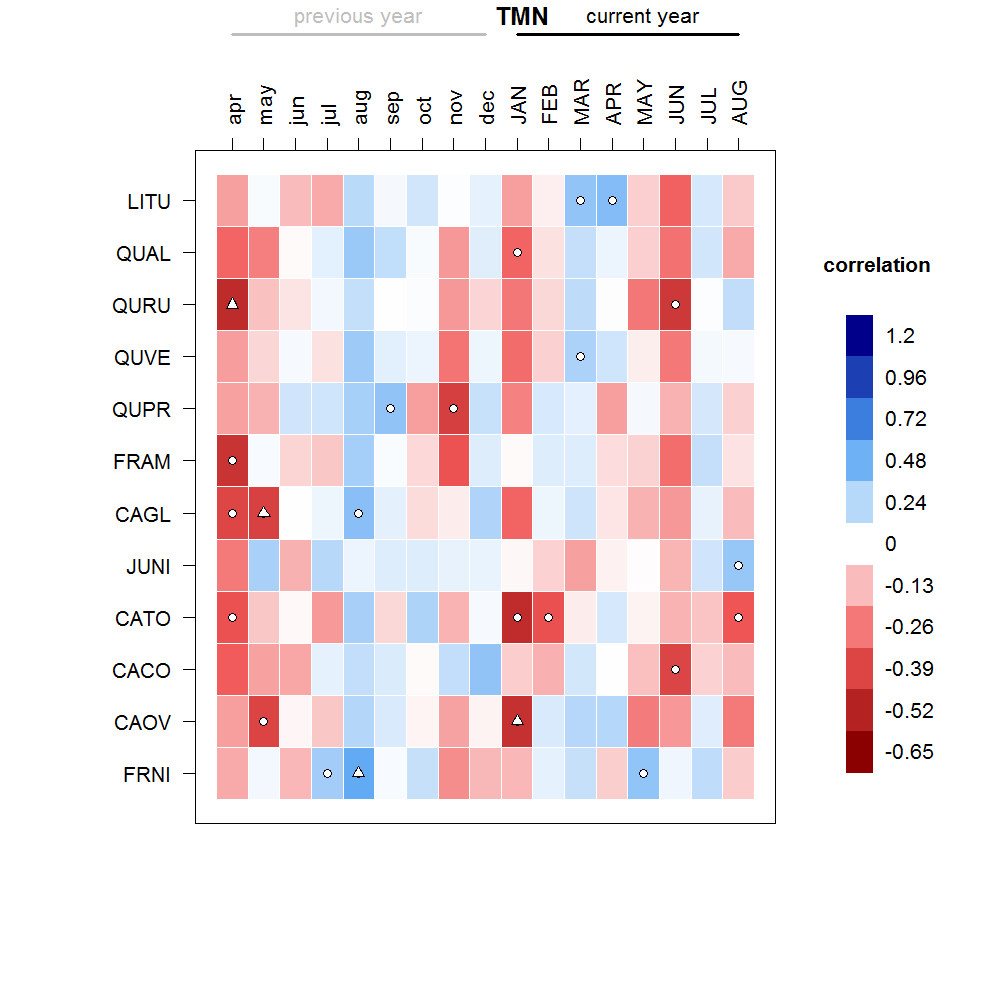 previous year TMN current year
apr may jun jul aug sep oct nov dec JAN FEB MAR APR MAY JUN JUL AUG
LITU
QUAL
QURU
QUVE
QUPR
FRAM
CAGL
JUNI
CATO
CACO
CAOV
FRNI
correlation
1.2
0.96
0.72
0.48
0.24
0
-0.13
-0.26
-0.39
-0.52
-0.65